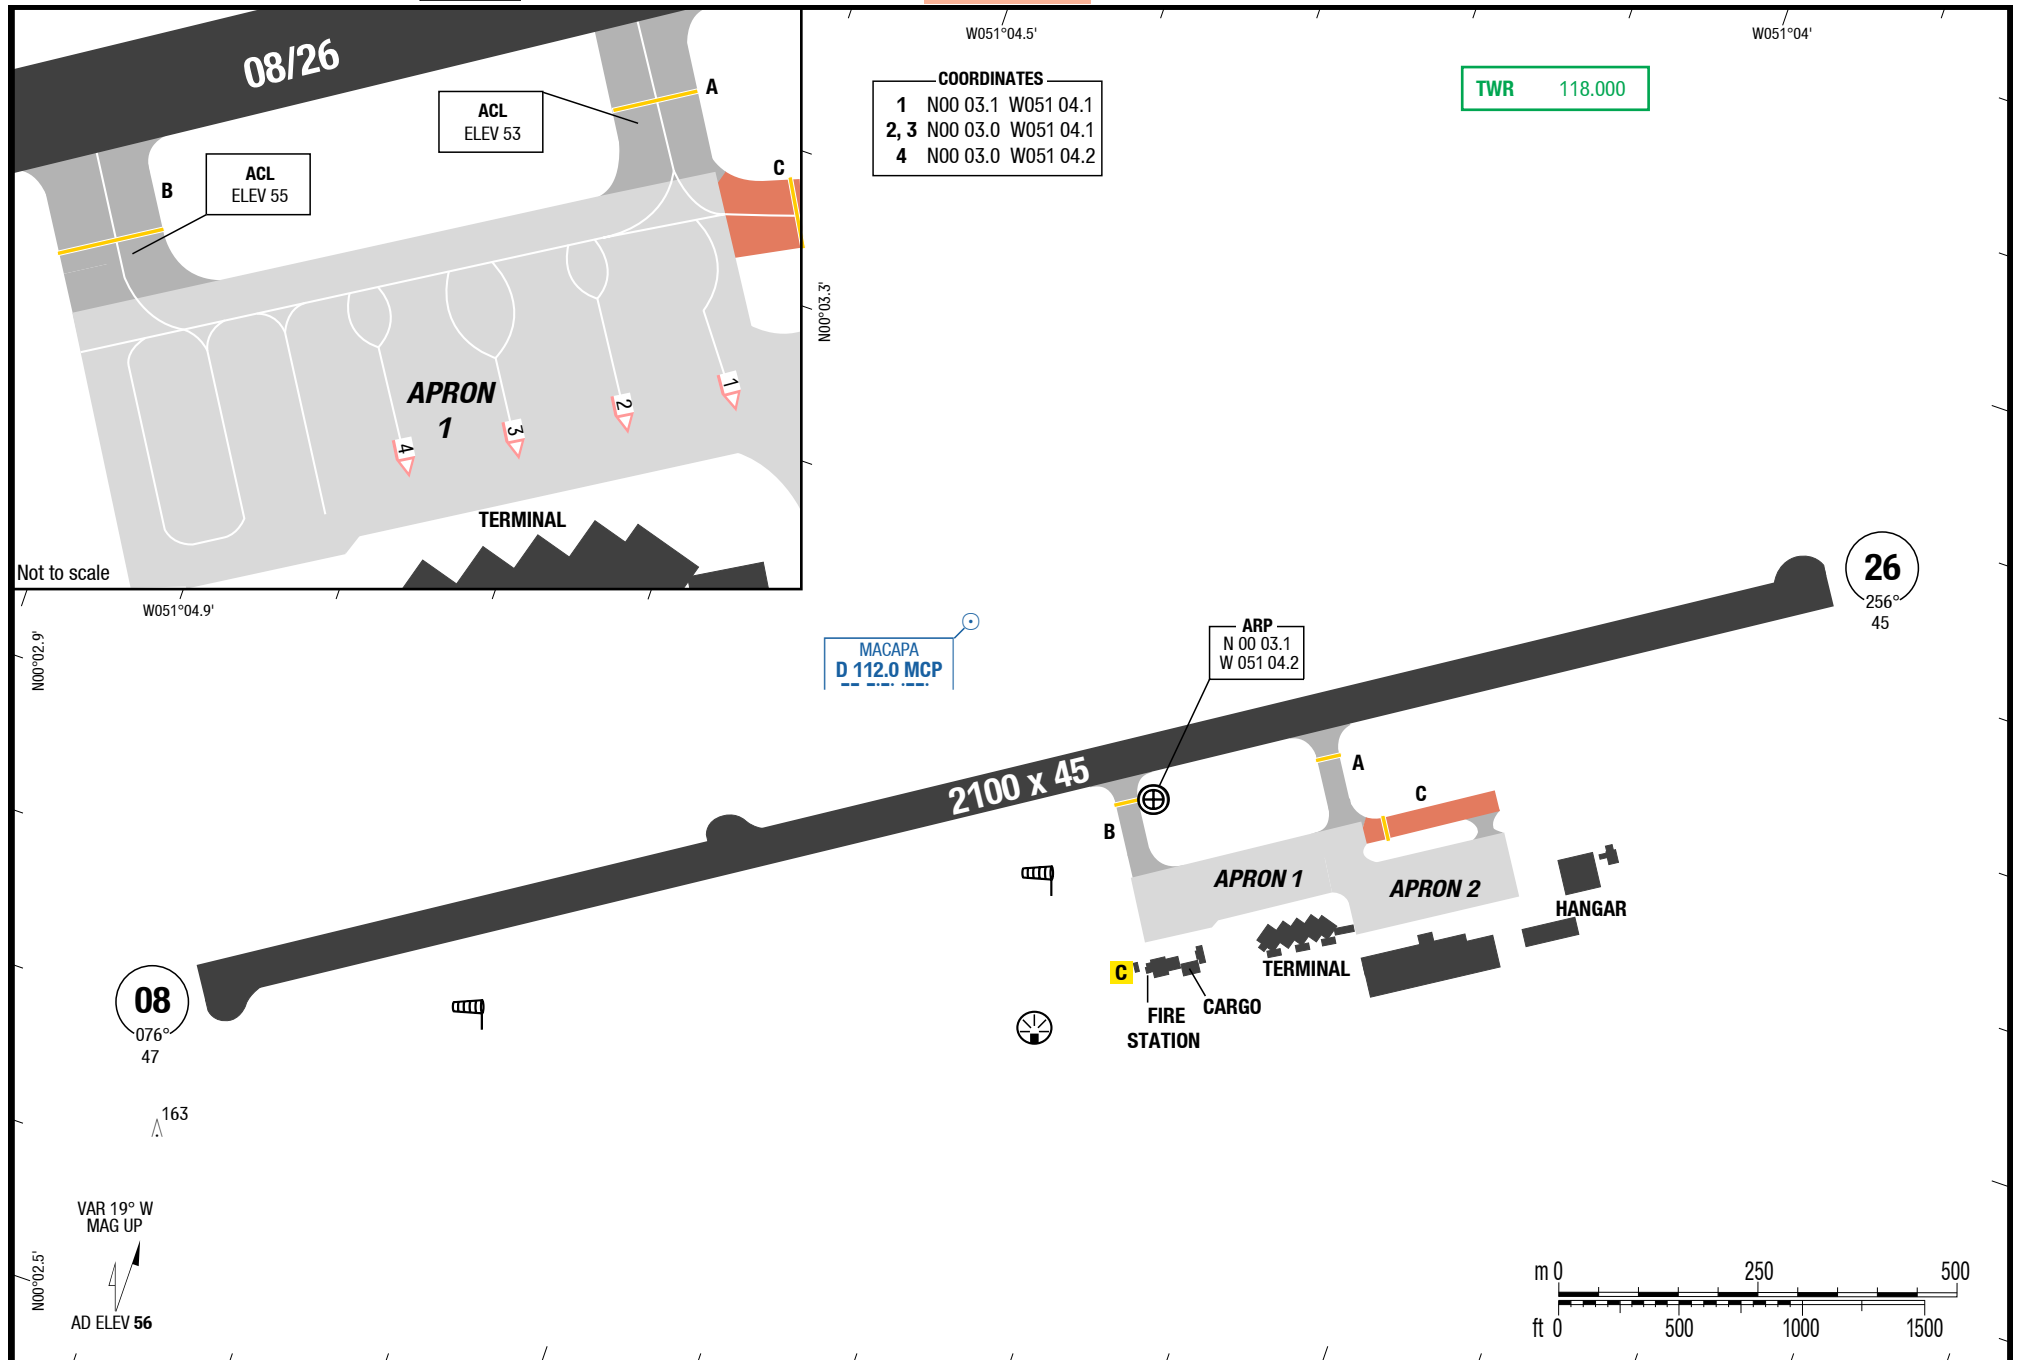 08/26
ACL
ELEV 53
A
ACL
ELEV 55
B
C
APRON
1
1
2
3
4
TERMINAL
Not to scale
W051°04.5'
W051°04'
COORDINATES
1 N00 03.1 W051 04.1
2, 3 N00 03.0 W051 04.1
4 N00 03.0 W051 04.2
TWR 118.000
N00°03.3'
W051°04.9'
N00°02.9'
MACAPA
D 112.0 MCP
ARP
N 00 03.1
W 051 04.2
26
256°
45
2100 x 45
A
B
C
APRON 1
APRON 2
HANGAR
TERMINAL
C
CARGO
FIRE
STATION
08
076°
47
163
VAR 19° W
MAG UP
N00°02.5'
AD ELEV 56
m 0 250 500
ft 0 500 1000 1500